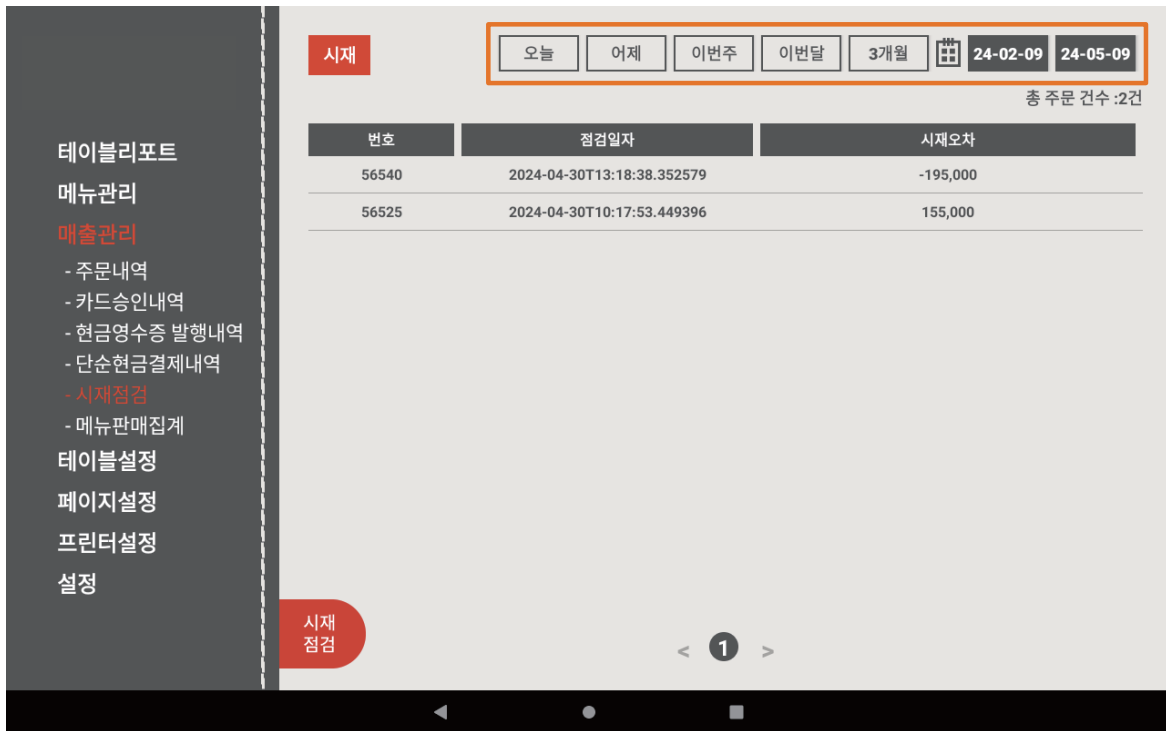 시재
오늘 어제 이번주 이번달 3개월 24-02-09 24-05-09
총 주문 건수 :2건
번호 점검일자 시재오차
56540 2024-04-30T13:18:38.352579 -195,000
56525 2024-04-30T10:17:53.449396 155,000
테이블리포트
메뉴관리
매출관리
- 주문내역
- 카드승인내역
- 현금영수증 발행내역
- 단순현금결제내역
- 시재점검
- 메뉴판매집계
테이블설정
페이지설정
프린터설정
설정
시재
점검
< 1 >